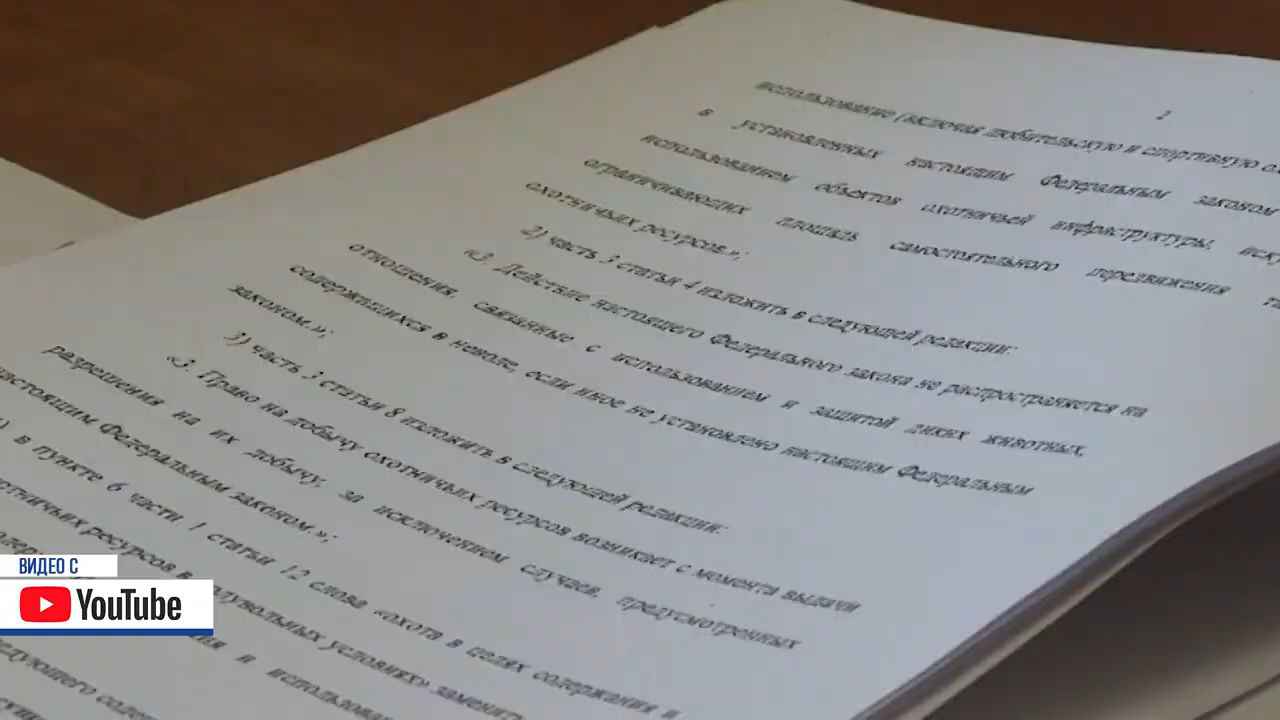 2
использование (включая любительскую и спортивную
в установленных настоящим Федеральным законом
использованием объектов охотничьей инфраструктуры,
ограничивающих площадь самостоятельного передвижения
охотничьих ресурсов.»;
2) часть 3 статьи 4 изложить в следующей редакции:
«3. Действие настоящего Федерального закона не распространяется на
отношения, связанные с использованием и защитой диких животных,
содержащихся в неволе, если иное не установлено настоящим Федеральным
законом.»;
3) часть 3 статьи 8 изложить в следующей редакции:
«3. Право на добычу охотничьих ресурсов возникает с момента выдачи
разрешения на их добычу, за исключением случаев, предусмотренных
настоящим Федеральным законом.»;
в пункте 6 части 1 статьи 12 слова «охота в целях содержания и
ресурсов в полувольных условиях» заменить
и
ВИДЕО С
YouTube